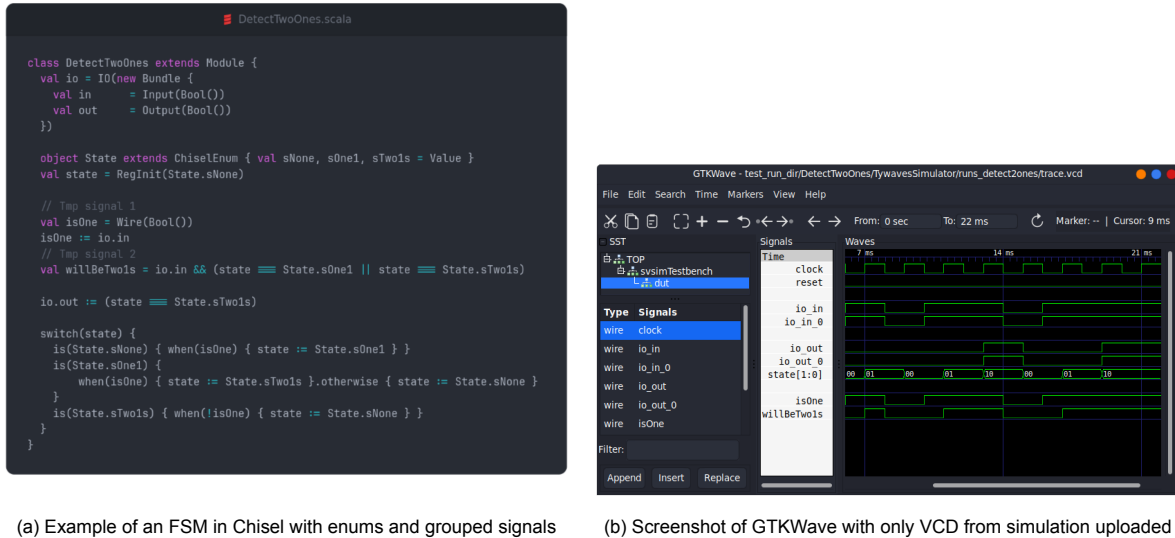 DetectTwoOnes.scala
class DetectTwoOnes extends Module {
val io = IO(new Bundle {
val in = Input(Bool())
val out = Output(Bool())
})
object State extends ChiselEnum { val sNone, sOne1, sTwo1s = Value }
val state = RegInit(State.sNone)
// Tmp signal 1
val isOne = Wire(Bool())
isOne := io.in
// Tmp signal 2
val willBeTwo1s = io.in && (state === State.sOne1 || state === State.sTwo1s)
io.out := (state === State.sTwo1s)
switch(state) {
is(State.sNone) { when(isOne) { state := State.sOne1 } }
is(State.sOne1) {
when(isOne) { state := State.sTwo1s }.otherwise { state := State.sNone }
}
is(State.sTwo1s) { when(!isOne) { state := State.sNone } }
}
}
(a) Example of an FSM in Chisel with enums and grouped signals
GTKWave - test_run_dir/DetectTwoOnes/TywavesSimulator/runs_detect2ones/trace.vcd
File Edit Search Time Markers View Help
From: 0 sec To: 22 ms Marker: -- | Cursor: 9 ms
SST
TOP
svsimTestbench
dut
Type Signals
wire clock
wire io_in
wire io_in_0
wire io_out
wire io_out_0
wire isOne
Filter:
Append Insert Replace
Signals
Time
clock
reset
io_in
io_in_0
io_out
io_out_0
state[1:0]
isOne
willBeTwo1s
Waves
7 ms 14 ms 21 ms
00 01 00 01 10 00 01 10
(b) Screenshot of GTKWave with only VCD from simulation uploaded